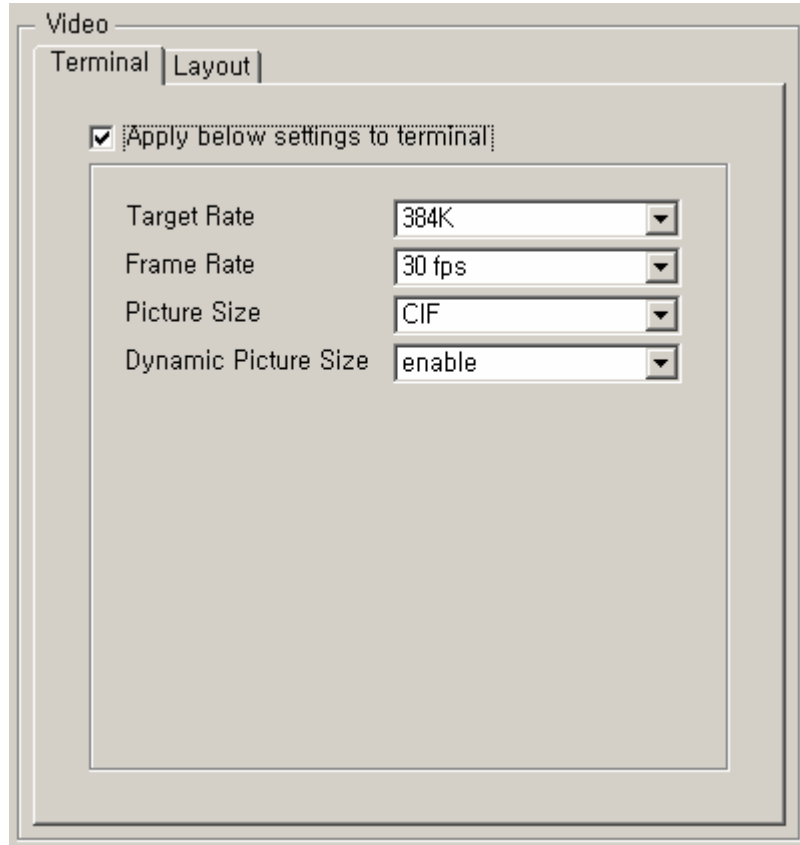 Video
Terminal Layout
Apply below settings to terminal
Target Rate 384K
Frame Rate 30 fps
Picture Size CIF
Dynamic Picture Size enable